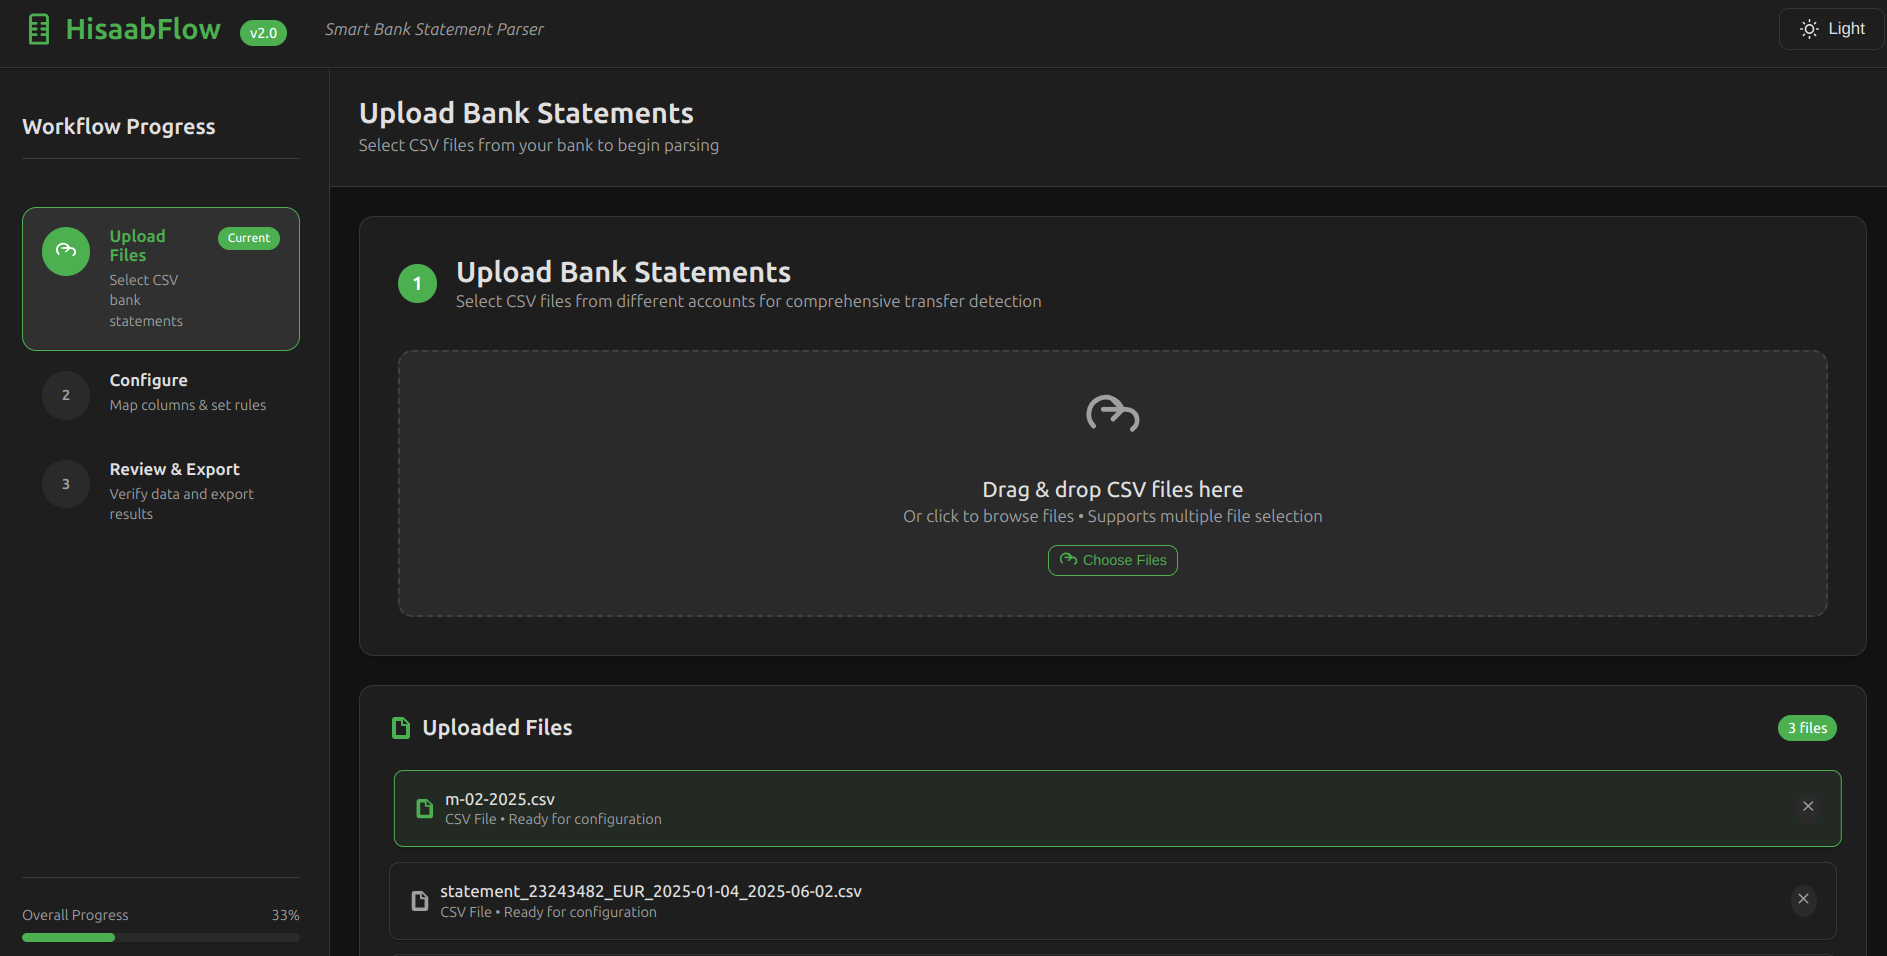 HisaabFlow
v2.0
Smart Bank Statement Parser
Light
Workflow Progress
Upload
Files
Current
Select CSV
bank
statements
2
Configure
Map columns & set rules
3
Review & Export
Verify data and export
results
Overall Progress
33%
Upload Bank Statements
Select CSV files from your bank to begin parsing
1
Upload Bank Statements
Select CSV files from different accounts for comprehensive transfer detection
Drag & drop CSV files here
Or click to browse files • Supports multiple file selection
Choose Files
Uploaded Files
3 files
m-02-2025.csv
CSV File • Ready for configuration
statement_23243482_EUR_2025-01-04_2025-06-02.csv
CSV File • Ready for configuration